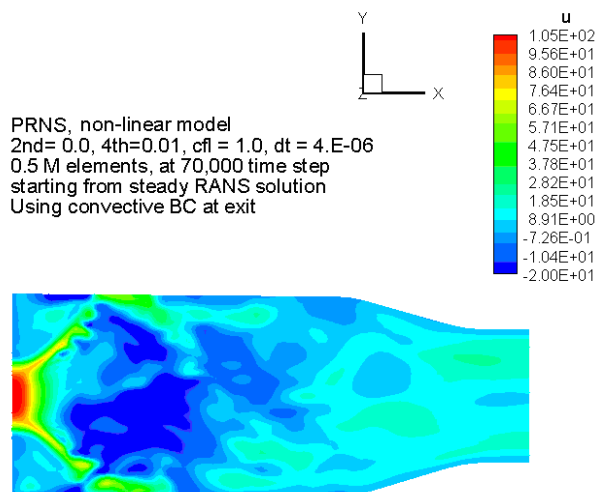 Y
Z
X
u
1.05E+02
9.56E+01
8.60E+01
7.64E+01
6.67E+01
5.71E+01
4.75E+01
3.78E+01
2.82E+01
1.85E+01
8.91E+00
-7.26E-01
-1.04E+01
-2.00E+01
PRNS, non-linear model
2nd= 0.0, 4th=0.01, cfl = 1.0, dt = 4.E-06
0.5 M elements, at 70,000 time step
starting from steady RANS solution
Using convective BC at exit